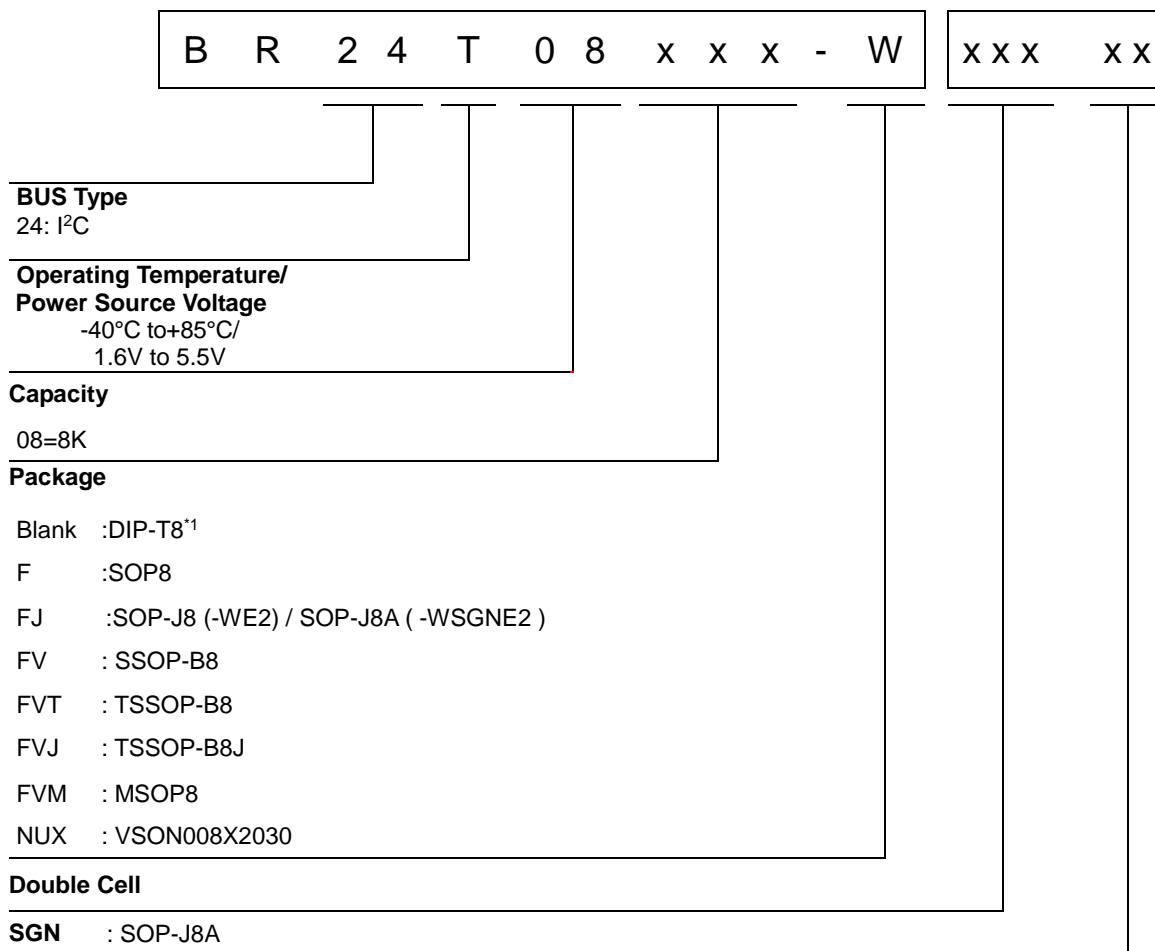 B R 2 4 T 0 8 x x x - W x x x x x
BUS Type
24: I²C
Operating Temperature/
Power Source Voltage
-40°C to+85°C/
1.6V to 5.5V
Capacity
08=8K
Package
Blank :DIP-T8*1
F :SOP8
FJ :SOP-J8 (-WE2) / SOP-J8A ( -WSGNE2 )
FV : SSOP-B8
FVT : TSSOP-B8
FVJ : TSSOP-B8J
FVM : MSOP8
NUX : VSON008X2030
Double Cell
SGN : SOP-J8A